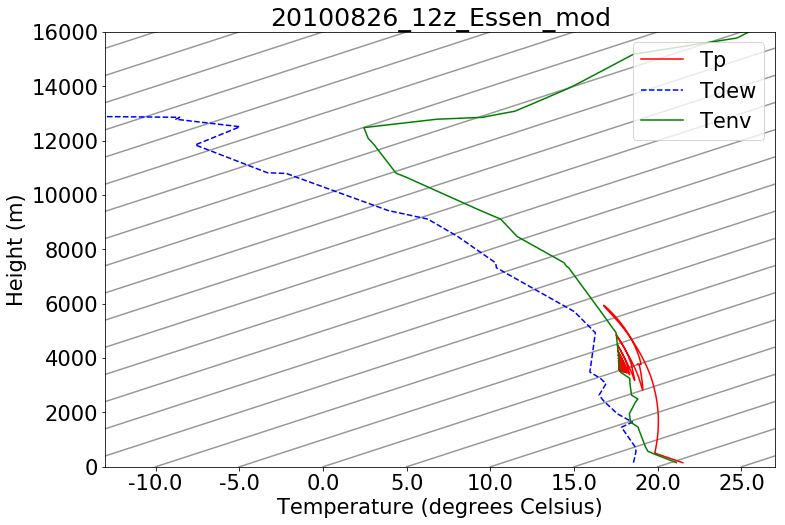 20100826_12z_Essen_mod
16000
14000
12000
10000
8000
6000
4000
2000
0
Height (m)
Tp
Tdew
Tenv
-10.0 -5.0 0.0 5.0 10.0 15.0 20.0 25.0
Temperature (degrees Celsius)